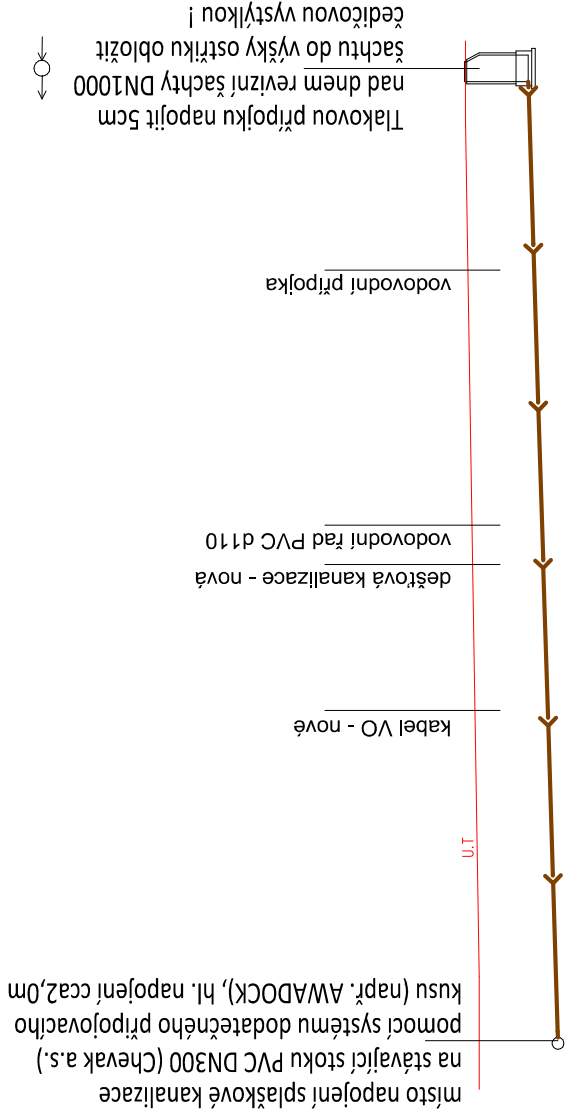 místo napojení splaškové kanalizace
na stávající stoku PVC DN300 (Chevak a.s.)
pomocí systému dodatečného připojovacího
kusu (např. AWADOCK), hl. napojení cca2,0m
U.T
kabel VO - nové
dešťová kanalizace - nová
vodovodní řad PVC d110
vodovodní přípojka
Tlakovou přípojku napojit 5cm
nad dnem revizní šachty DN1000
šachtu do výšky ostřiku obložit
čedičovou vystýlkou !